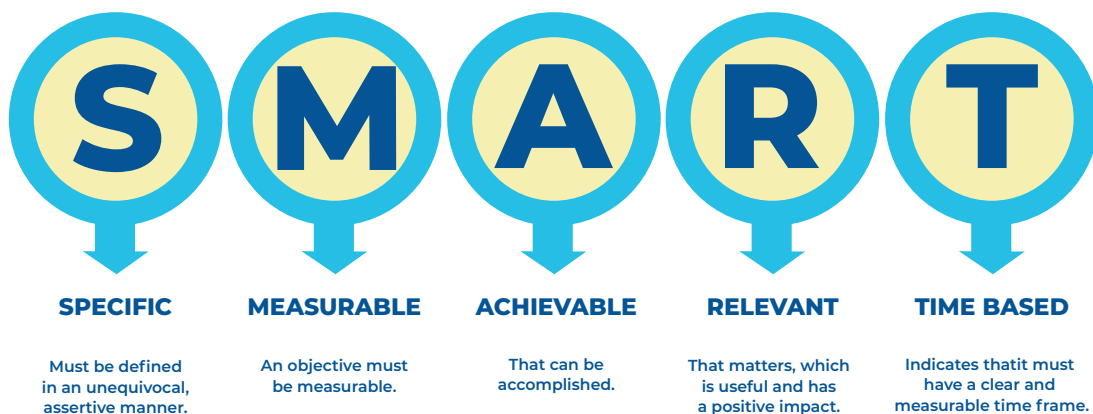 S M A R T
SPECIFIC
Must be defined
in an unequivocal,
assertive manner.
MEASURABLE
An objective must
be measurable.
ACHIEVABLE
That can be
accomplished.
RELEVANT
That matters, which
is useful and has
a positive impact.
TIME BASED
Indicates thatit must
have a clear and
measurable time frame.